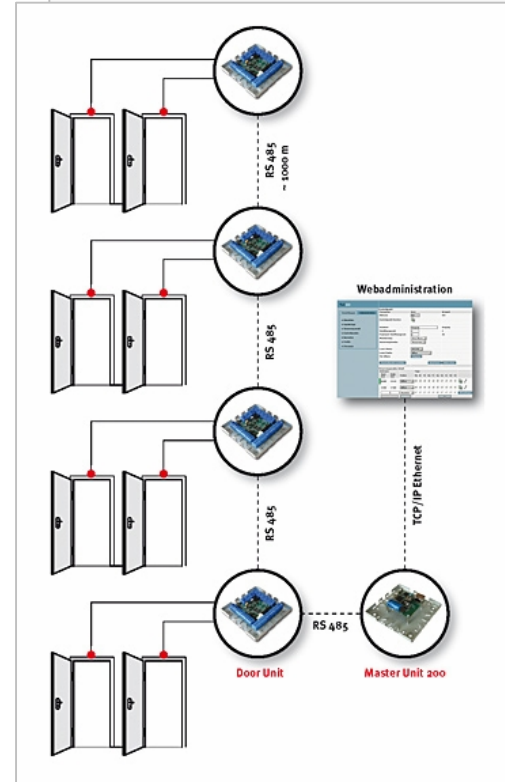 RS 485
~ 1000 m
Webadministration
RS 485
TCP/IP Ethernet
RS 485
RS 485
Door Unit
Master Unit 200